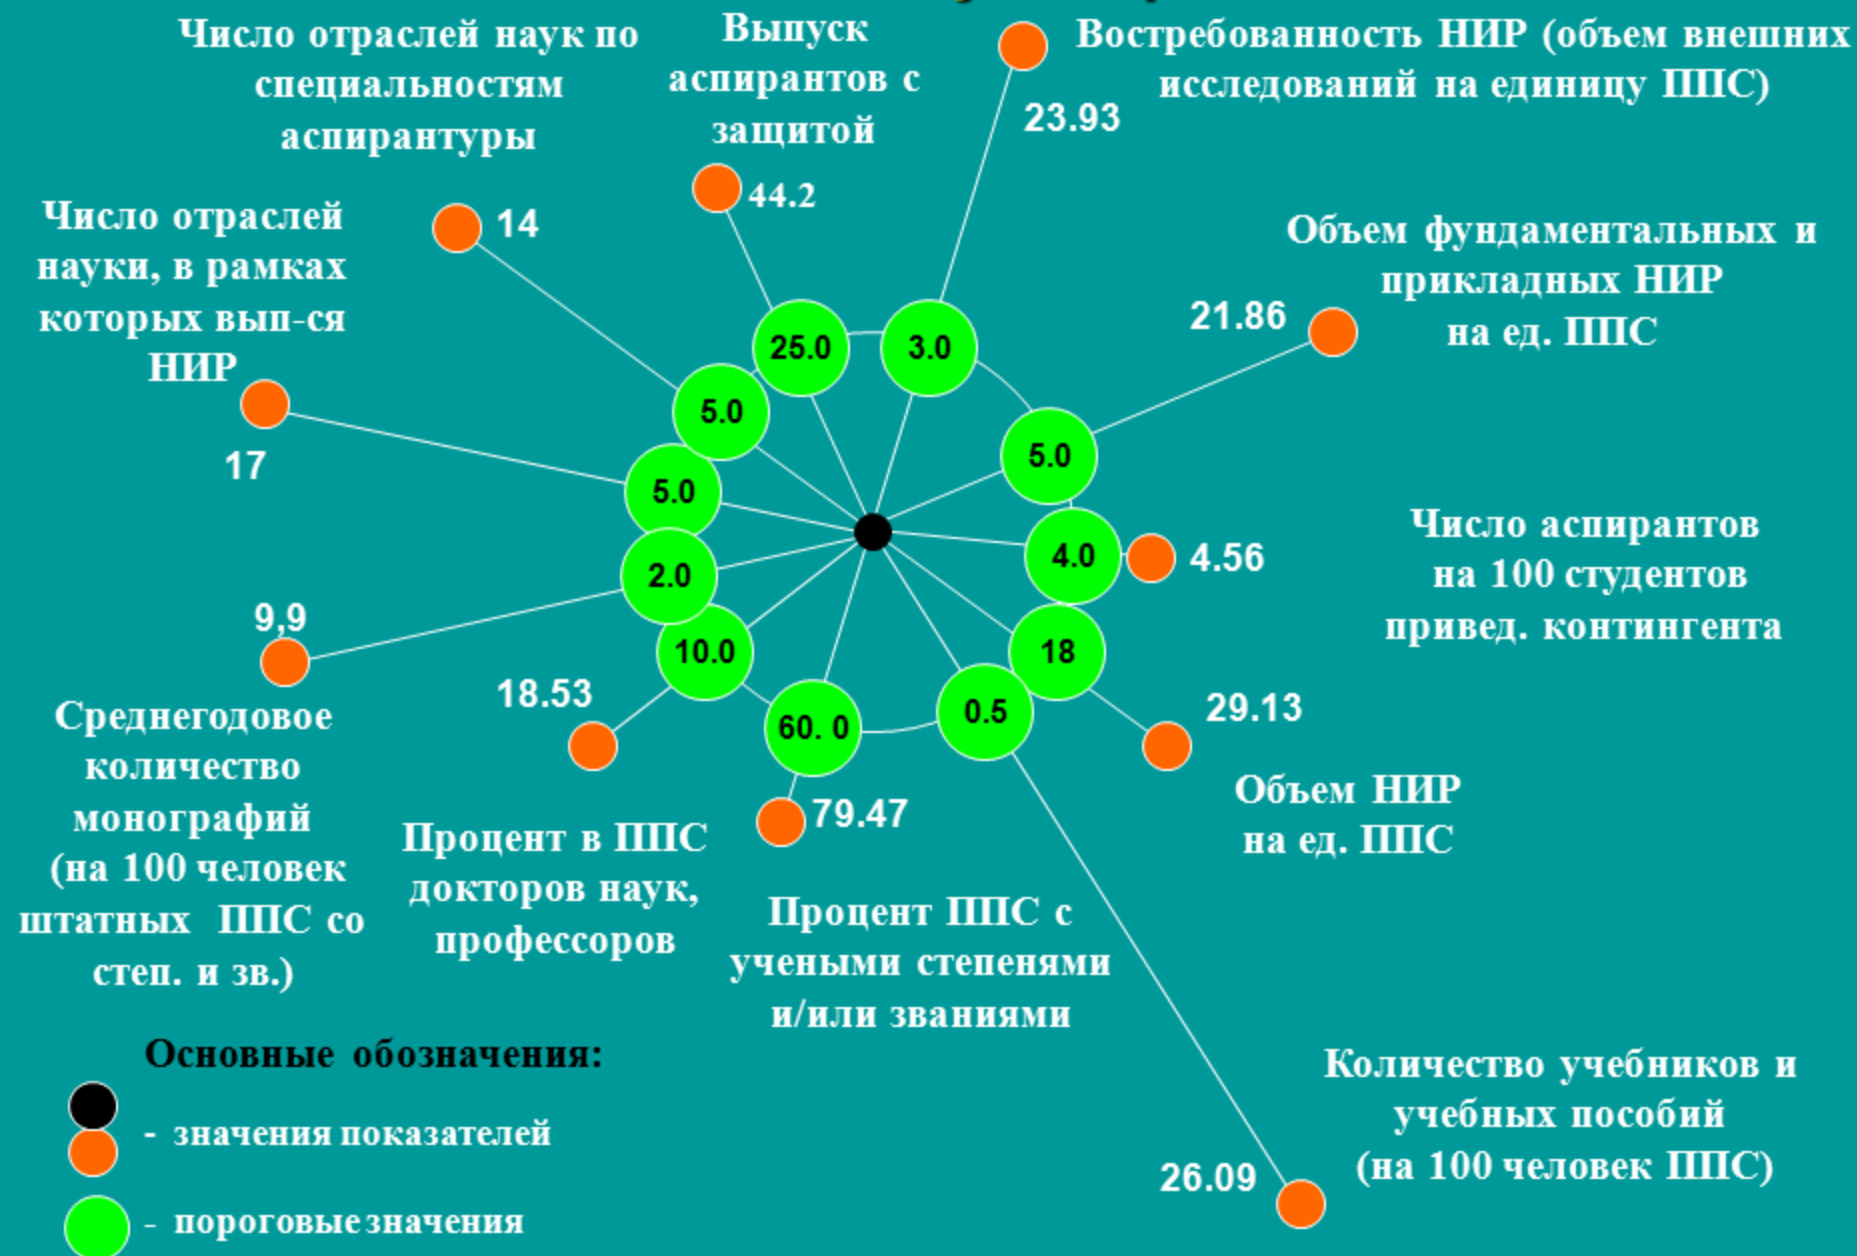 Число отраслей наук по
специальностям
аспирантуры
14
Выпуск
аспирантов с
защитой
44.2
Востребованность НИР (объем внешних
исследований на единицу ППС)
23.93
Число отраслей
науки, в рамках
которых вып-ся
НИР
17
Объем фундаментальных и
прикладных НИР
на ед. ППС
21.86
25.0
3.0
5.0
5.0
5.0
4.0
2.0
18
10.0
0.5
60. 0
Число аспирантов
на 100 студентов
привед. контингента
4.56
9,9
Среднегодовое
количество
монографий
(на 100 человек
штатных ППС со
степ. и зв.)
18.53
Процент в ППС
докторов наук,
профессоров
79.47
Процент ППС с
учеными степенями
и/или званиями
29.13
Объем НИР
на ед. ППС
26.09
Количество учебников и
учебных пособий
(на 100 человек ППС)
Основные обозначения:
- значения показателей
- пороговые значения